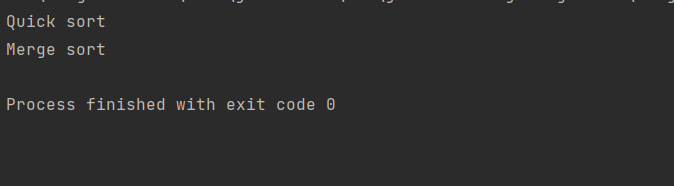 Quick sort
Merge sort
Process finished with exit code 0